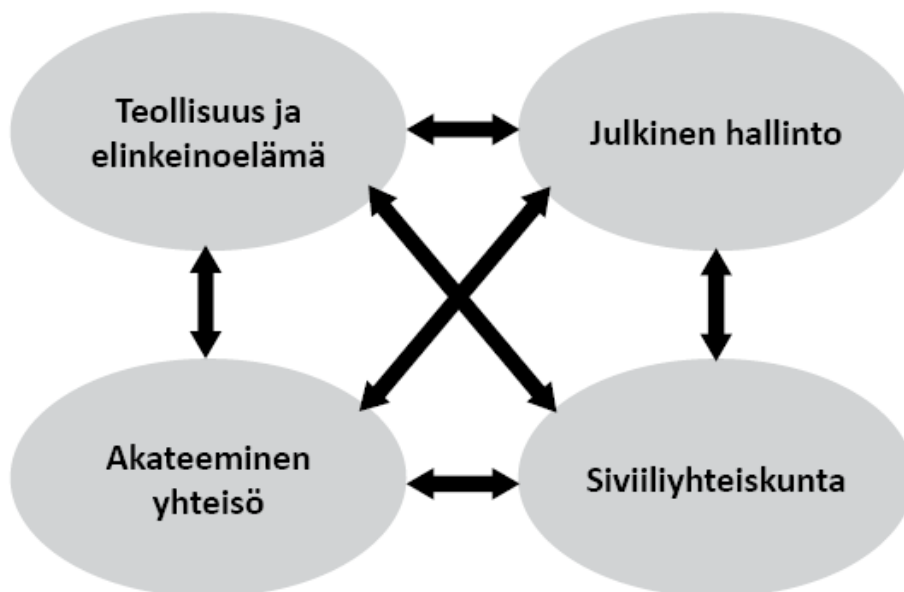 Teollisuus ja
elinkeinoelämä
Julkinen hallinto
Akateeminen
yhteisö
Siviiliyhteiskunta